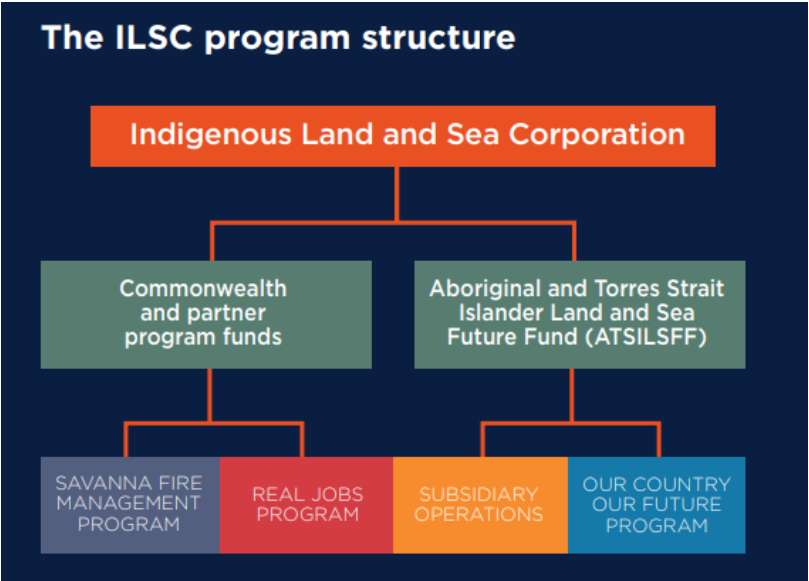 The ILSC program structure
Indigenous Land and Sea Corporation
Commonwealth
and partner
program funds
Aboriginal and Torres Strait
Islander Land and Sea
Future Fund (ATSILSFF)
SAVANNA FIRE
MANAGEMENT
PROGRAM
REAL JOBS
PROGRAM
SUBSIDIARY
OPERATIONS
OUR COUNTRY
OUR FUTURE
PROGRAM